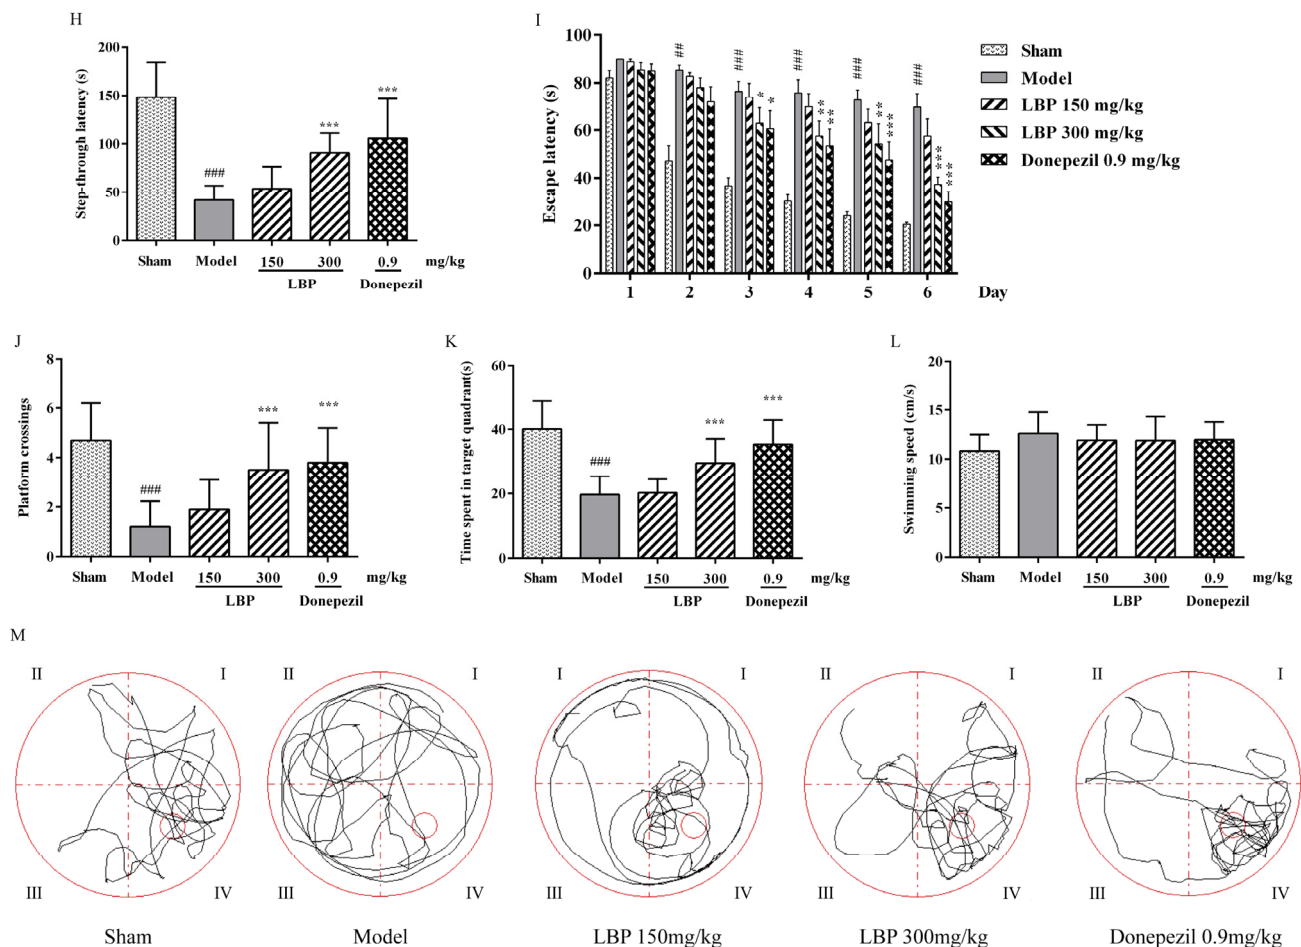 H
Step-through latency (s)
200
150
100
50
0
###
***
***
Sham Model 150 300 0.9 mg/kg
LBP Donepezil
I
Escape latency (s)
100
80
60
40
20
0
##
###
*
*
###
**
**
###
**
***
###
***
***
1 2 3 4 5 6 Day
Sham
Model
LBP 150 mg/kg
LBP 300 mg/kg
Donepezil 0.9 mg/kg
J
Platform crossings
8
6
4
2
0
###
***
***
Sham Model 150 300 0.9 mg/kg
LBP Donepezil
K
Time spent in target quadrant(s)
60
40
20
0
###
***
***
Sham Model 150 300 0.9 mg/kg
LBP Donepezil
L
Swimming speed (cm/s)
20
15
10
5
0
Sham Model 150 300 0.9 mg/kg
LBP Donepezil
M
II I II I I I II I II I
III IV III IV III IV III IV III IV
Sham Model LBP 150mg/kg LBP 300mg/kg Donepezil 0.9mg/kg